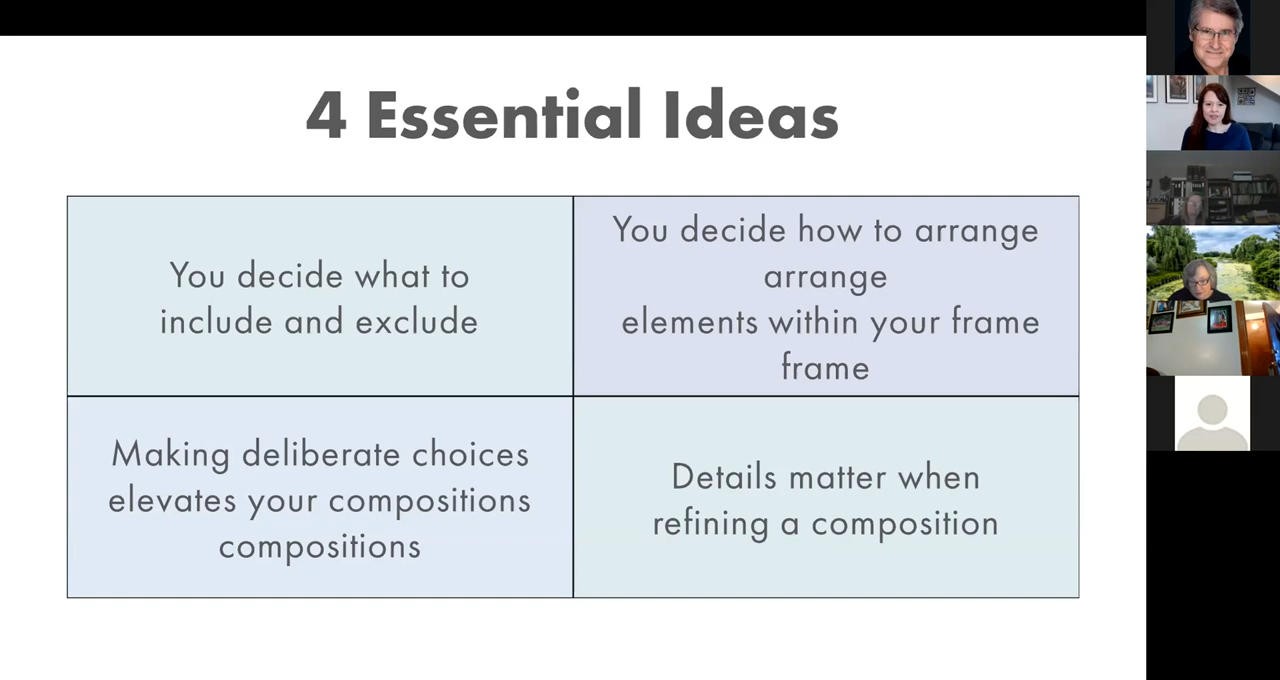 4 Essential Ideas
You decide what to
include and exclude
You decide how to arrange
arrange
elements within your frame
frame
Making deliberate choices
elevates your compositions
compositions
Details matter when
refining a composition